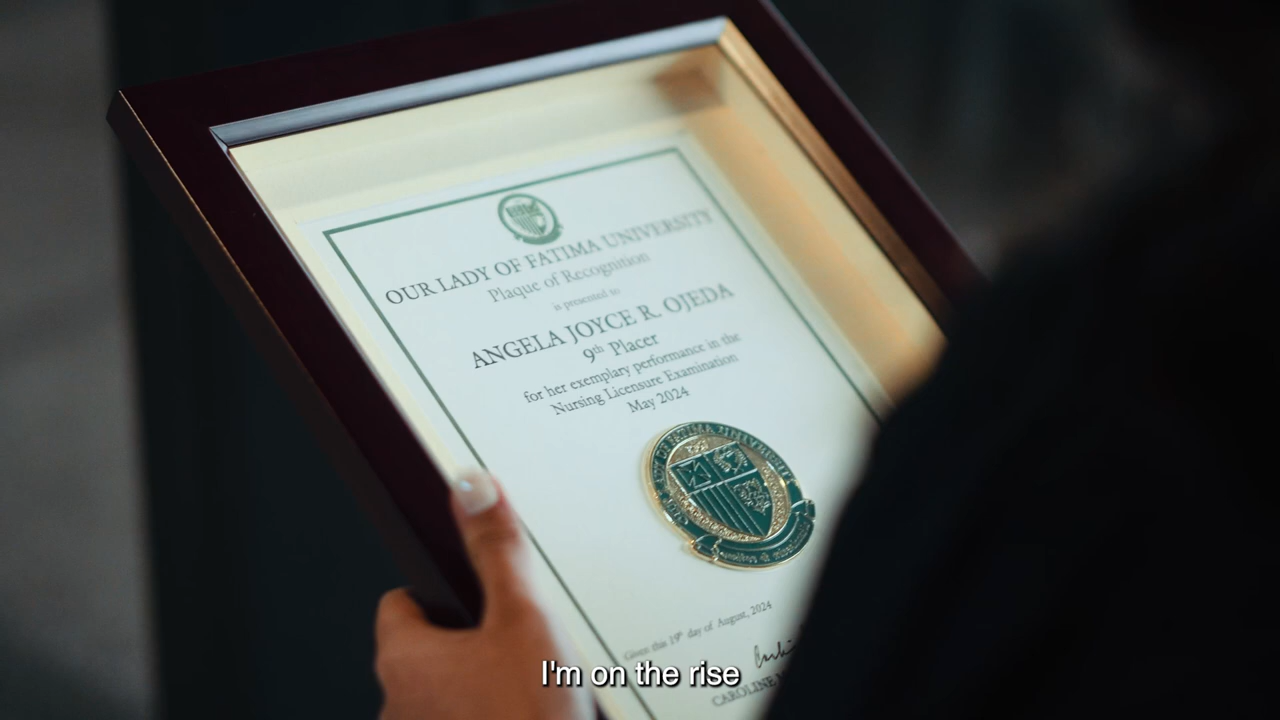 OUR LADY OF FATIMA UNIVERSITY
Plaque of Recognition
is presented to
ANGELA JOYCE R. OJEDA
9th Placer
for her exemplary performance in the
Nursing Licensure Examination
May 2024
Given this 19th day of August, 2024
CAROLINE
I'm on the rise